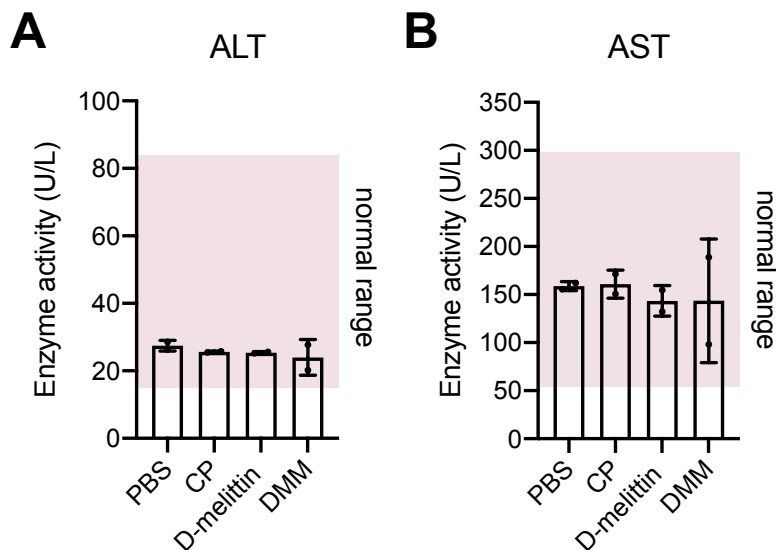 A
ALT
Enzyme activity (U/L)
100
80
60
40
20
0
normal range
PBS
CP
D-melittin
DMM
B
AST
Enzyme activity (U/L)
350
300
250
200
150
100
50
0
normal range
PBS
CP
D-melittin
DMM